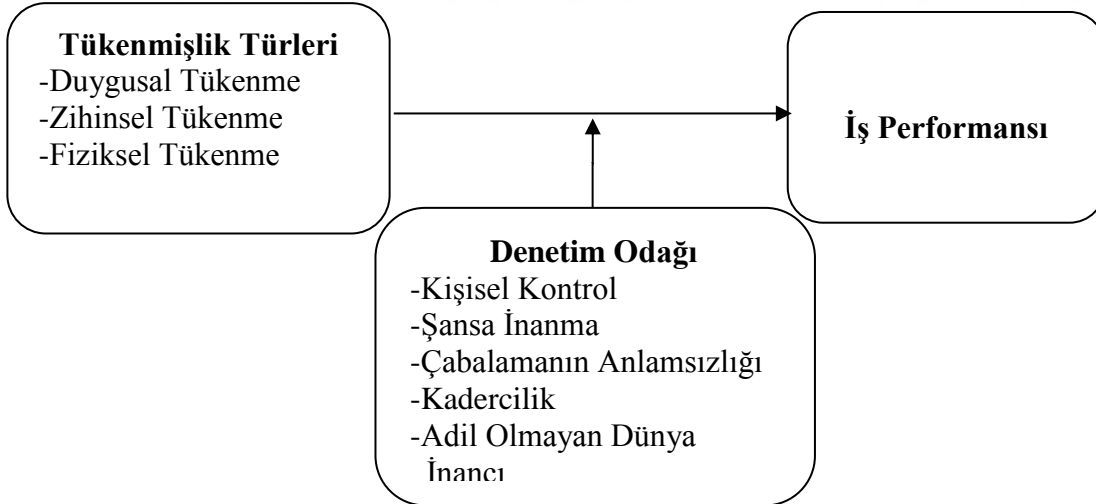 Tükenmişlik Türleri
-Duygusal Tükenme
-Zihinsel Tükenme
-Fiziksel Tükenme
İş Performansı
Denetim Odağı
-Kişisel Kontrol
-Şansa İnanma
-Çabalamanın Anlamsızlığı
-Kadercilik
-Adil Olmayan Dünya
İnancı